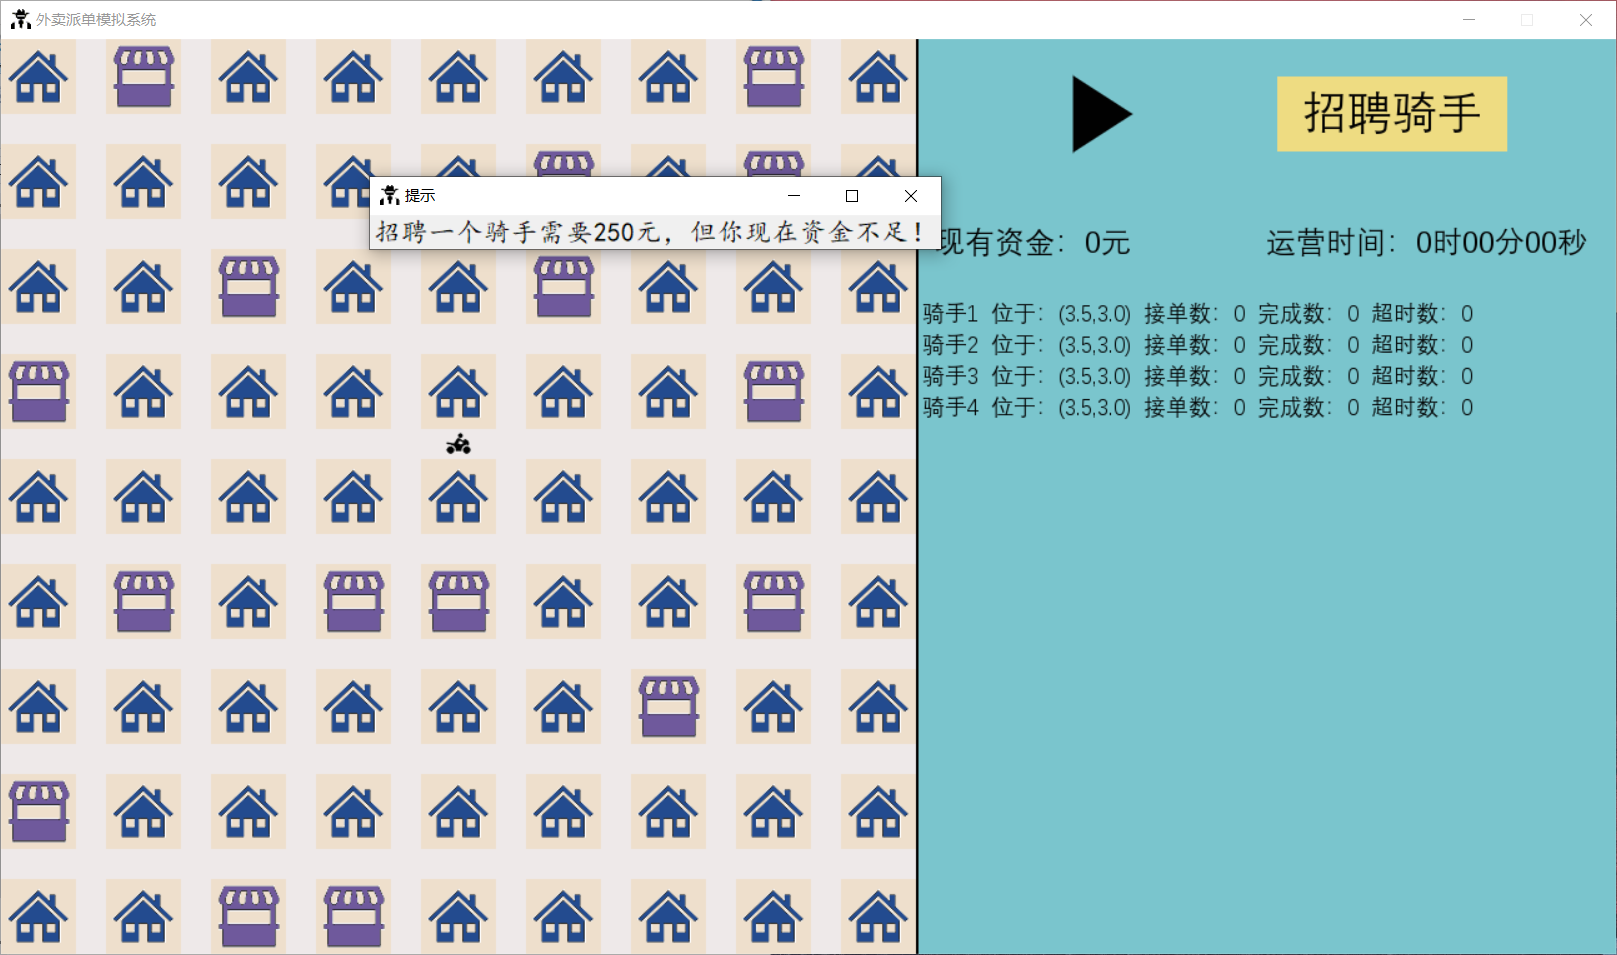 外卖派单模拟系统
招聘骑手
提示
招聘一个骑手需要250元，但你现在资金不足！
现有资金：0元
运营时间：0时00分00秒
骑手1 位于：(3.5,3.0) 接单数：0 完成数：0 超时数：0
骑手2 位于：(3.5,3.0) 接单数：0 完成数：0 超时数：0
骑手3 位于：(3.5,3.0) 接单数：0 完成数：0 超时数：0
骑手4 位于：(3.5,3.0) 接单数：0 完成数：0 超时数：0